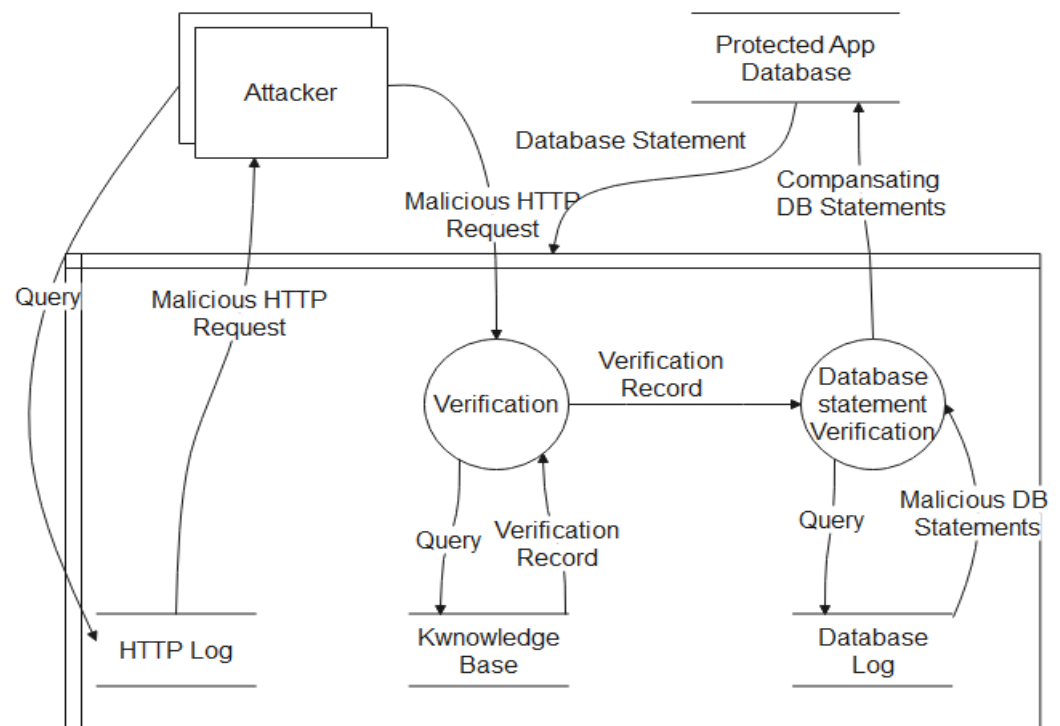 Attacker
Protected App
Database
Database Statement
Malicious HTTP
Request
Compansating
DB Statements
Query
Malicious HTTP
Request
Verification
Verification
Record
Database
statement
Verification
Query
Verification
Record
Query
Malicious DB
Statements
HTTP Log
Kwnowledge
Base
Database
Log